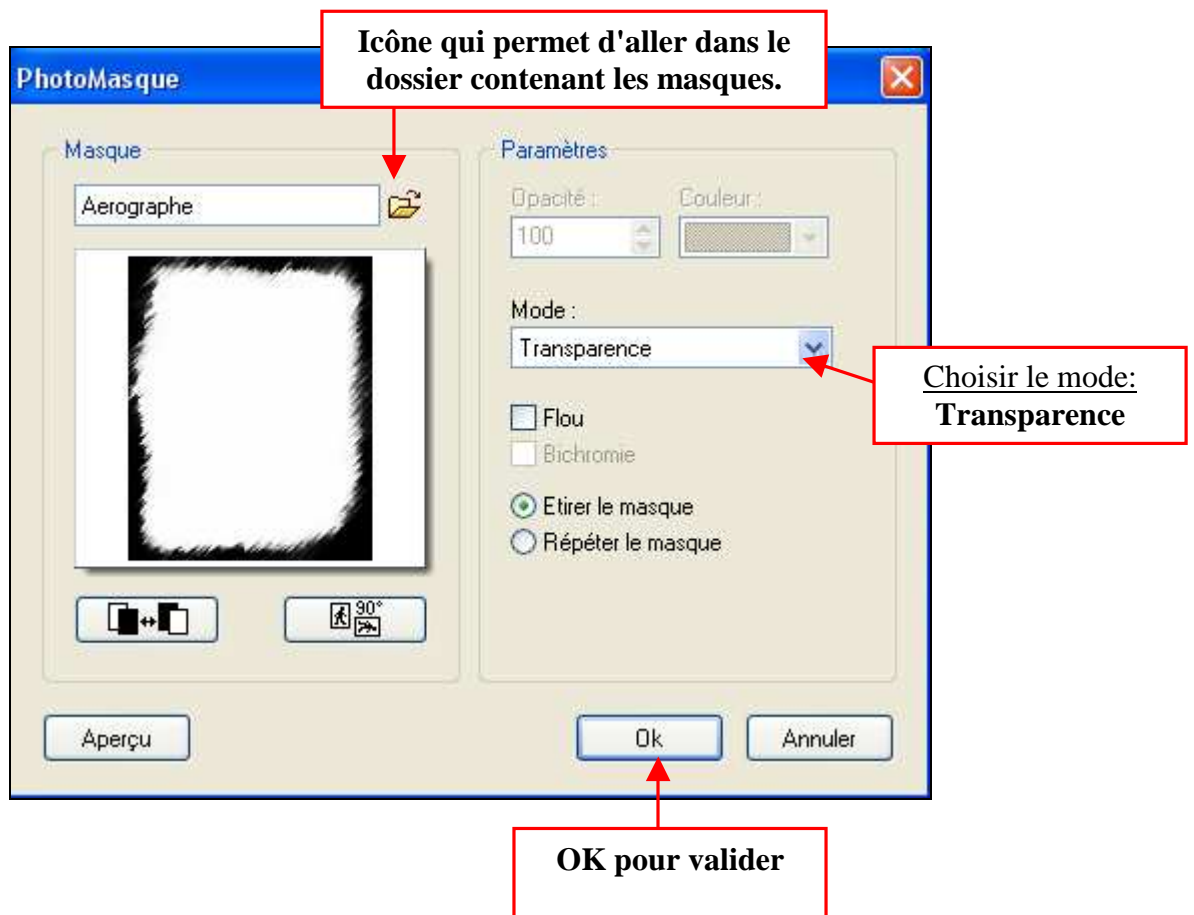 Icône qui permet d'aller dans le
dossier contenant les masques.
PhotoMasque
Masque
Aerographe
90°
Paramètres
Opacité :
Couleur :
100
Mode :
Transparence
Choisir le mode:
Transparence
Flou
Bichromie
Etirer le masque
Répéter le masque
Aperçu
Ok
Annuler
OK pour valider